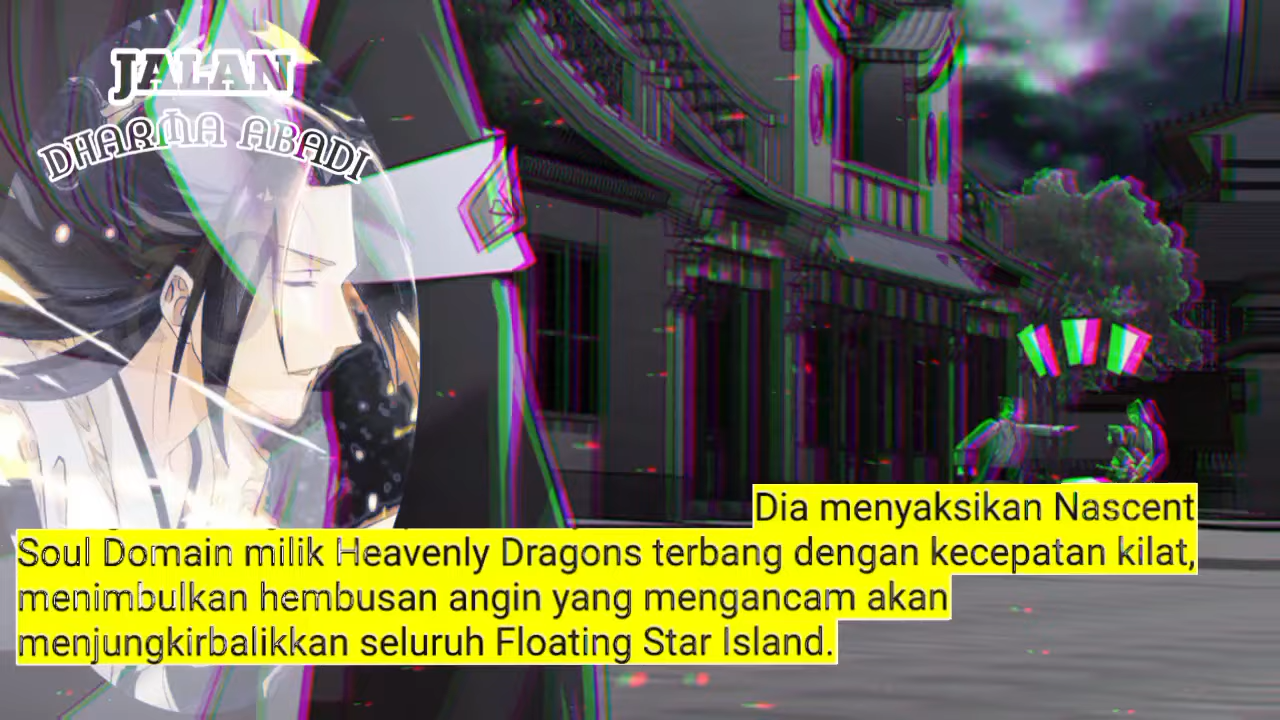 JALAN
DHARMA ABADI
Dia menyaksikan Nascent
Soul Domain milik Heavenly Dragons terbang dengan kecepatan kilat,
menimbulkan hembusan angin yang mengancam akan
menjungkirbalikkan seluruh Floating Star Island.